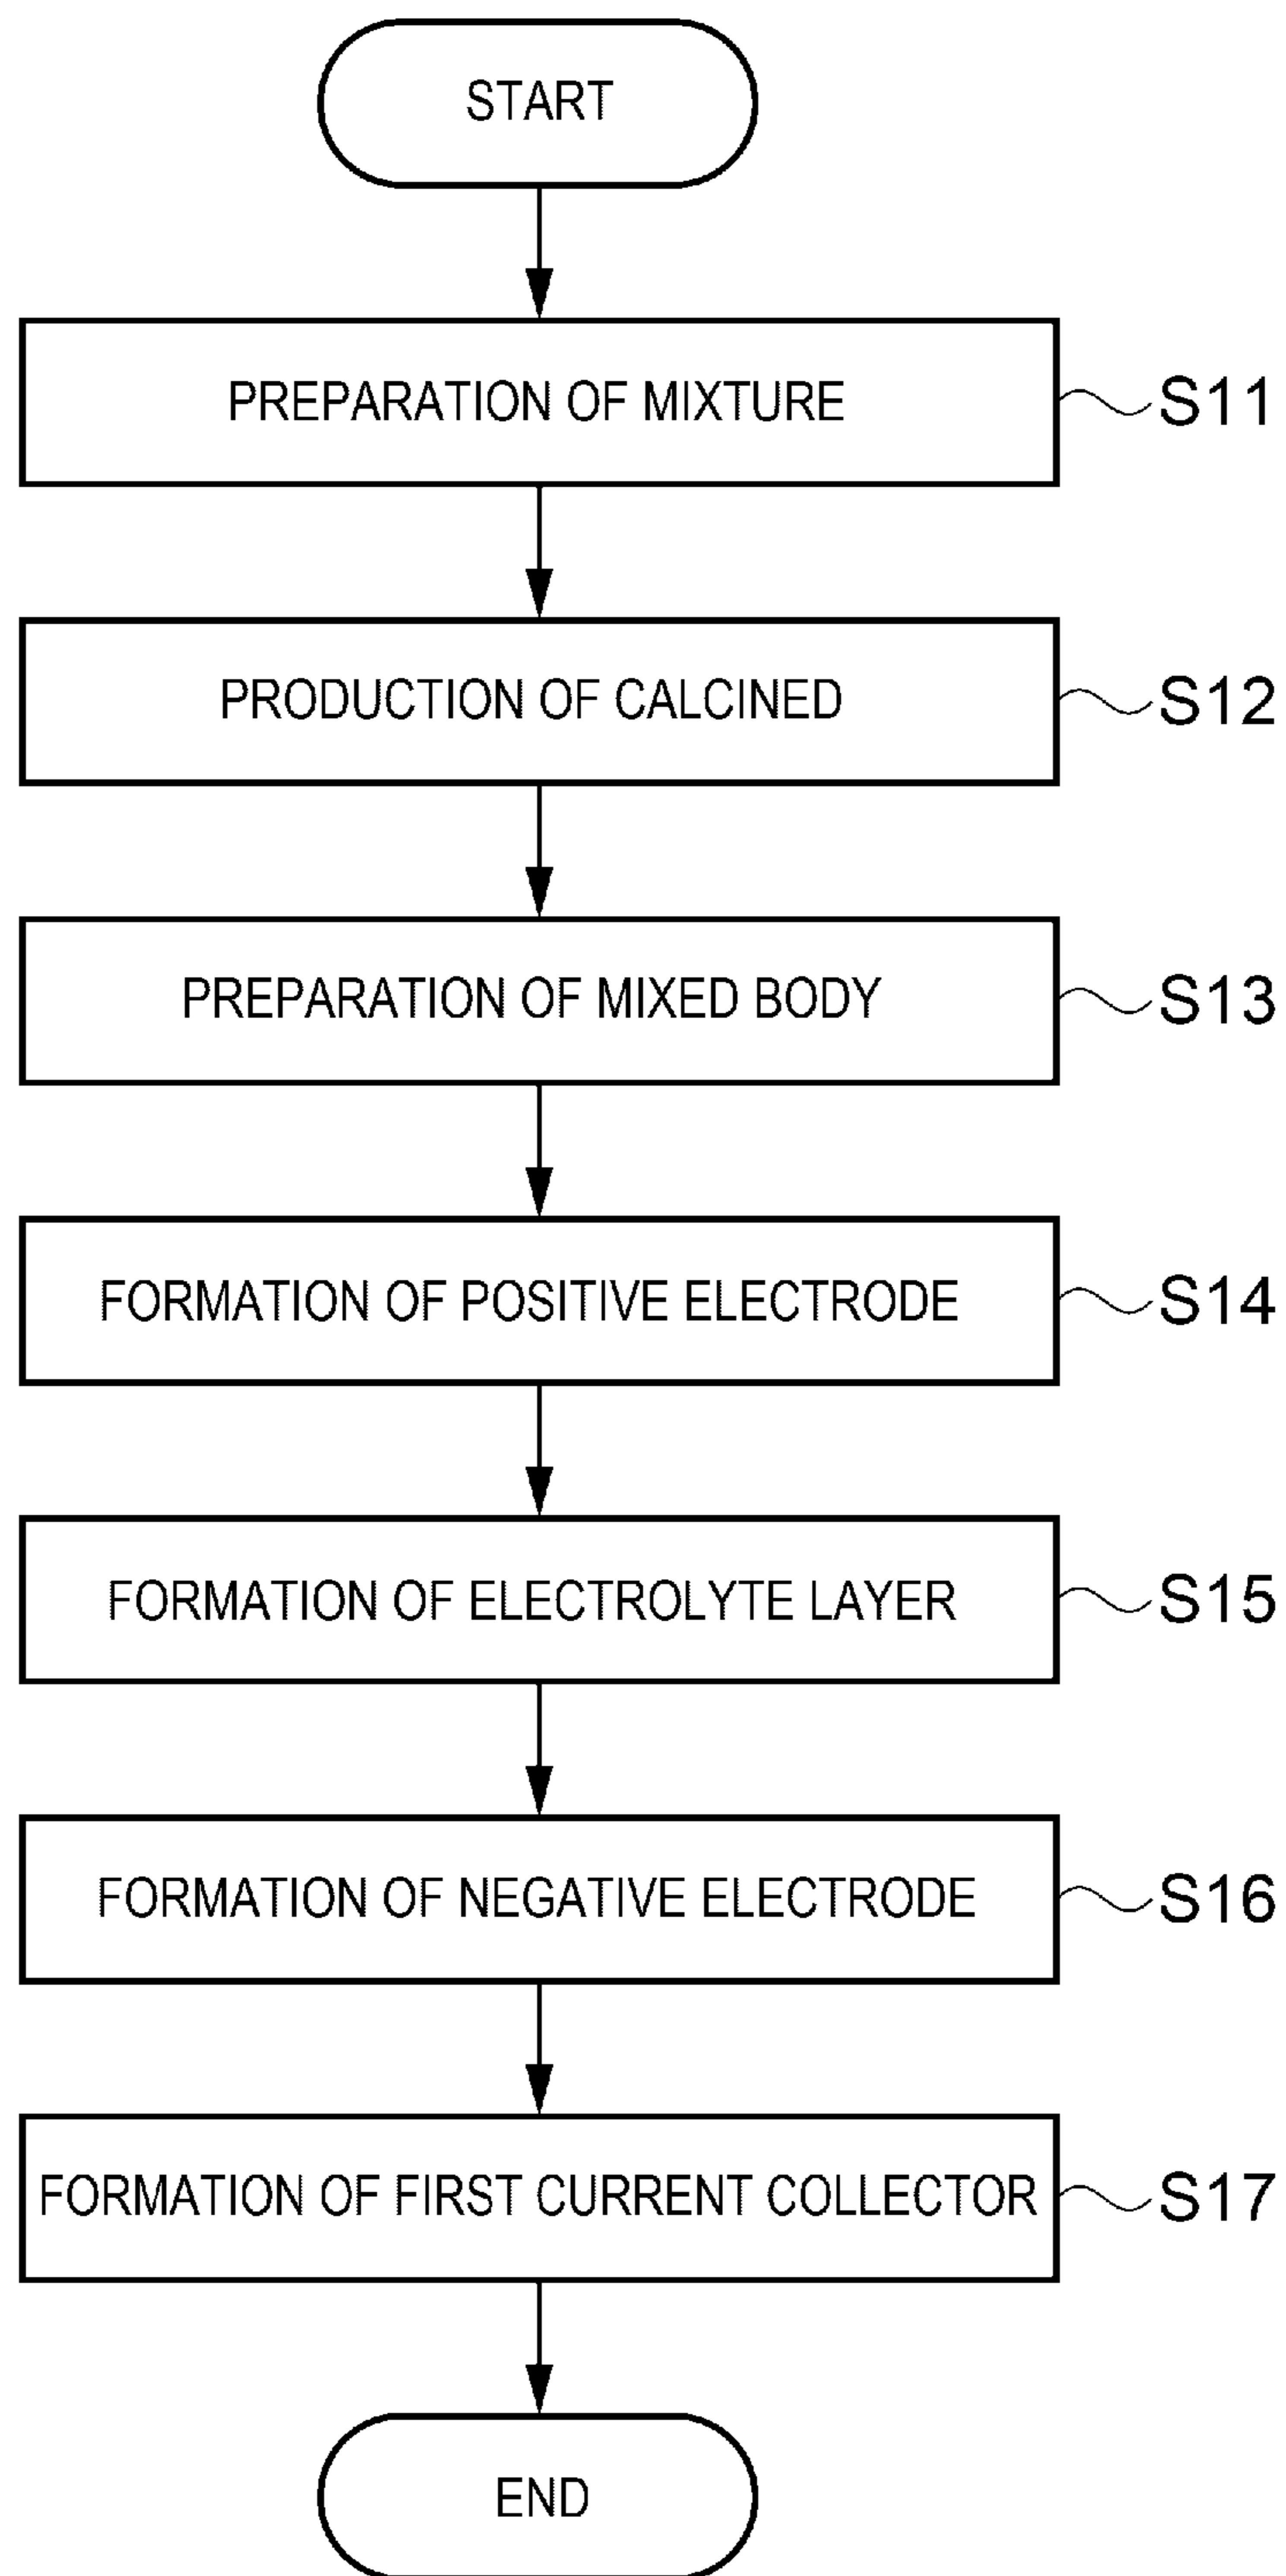 START
PREPARATION OF MIXTURE S11
PRODUCTION OF CALCINED S12
PREPARATION OF MIXED BODY S13
FORMATION OF POSITIVE ELECTRODE S14
FORMATION OF ELECTROLYTE LAYER S15
FORMATION OF NEGATIVE ELECTRODE S16
FORMATION OF FIRST CURRENT COLLECTOR S17
END